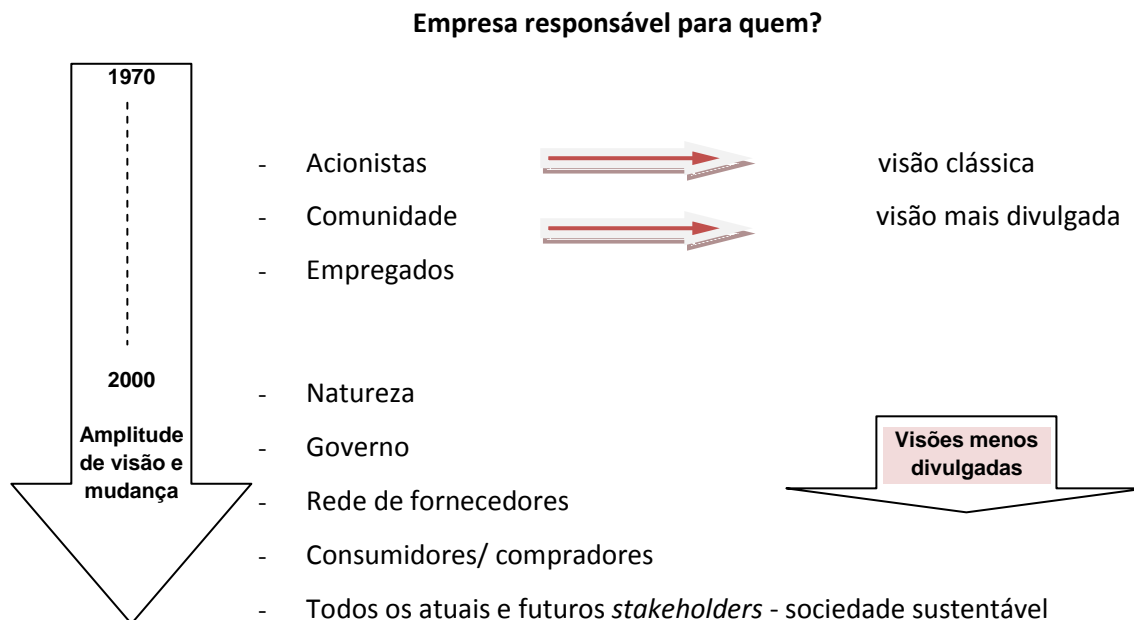 Empresa responsável para quem?
1970
- Acionistas visão clássica
- Comunidade visão mais divulgada
- Empregados
2000
- Natureza
Amplitude
de visão e
mudança
- Governo
Visões menos
divulgadas
- Rede de fornecedores
- Consumidores/ compradores
- Todos os atuais e futuros stakeholders - sociedade sustentável